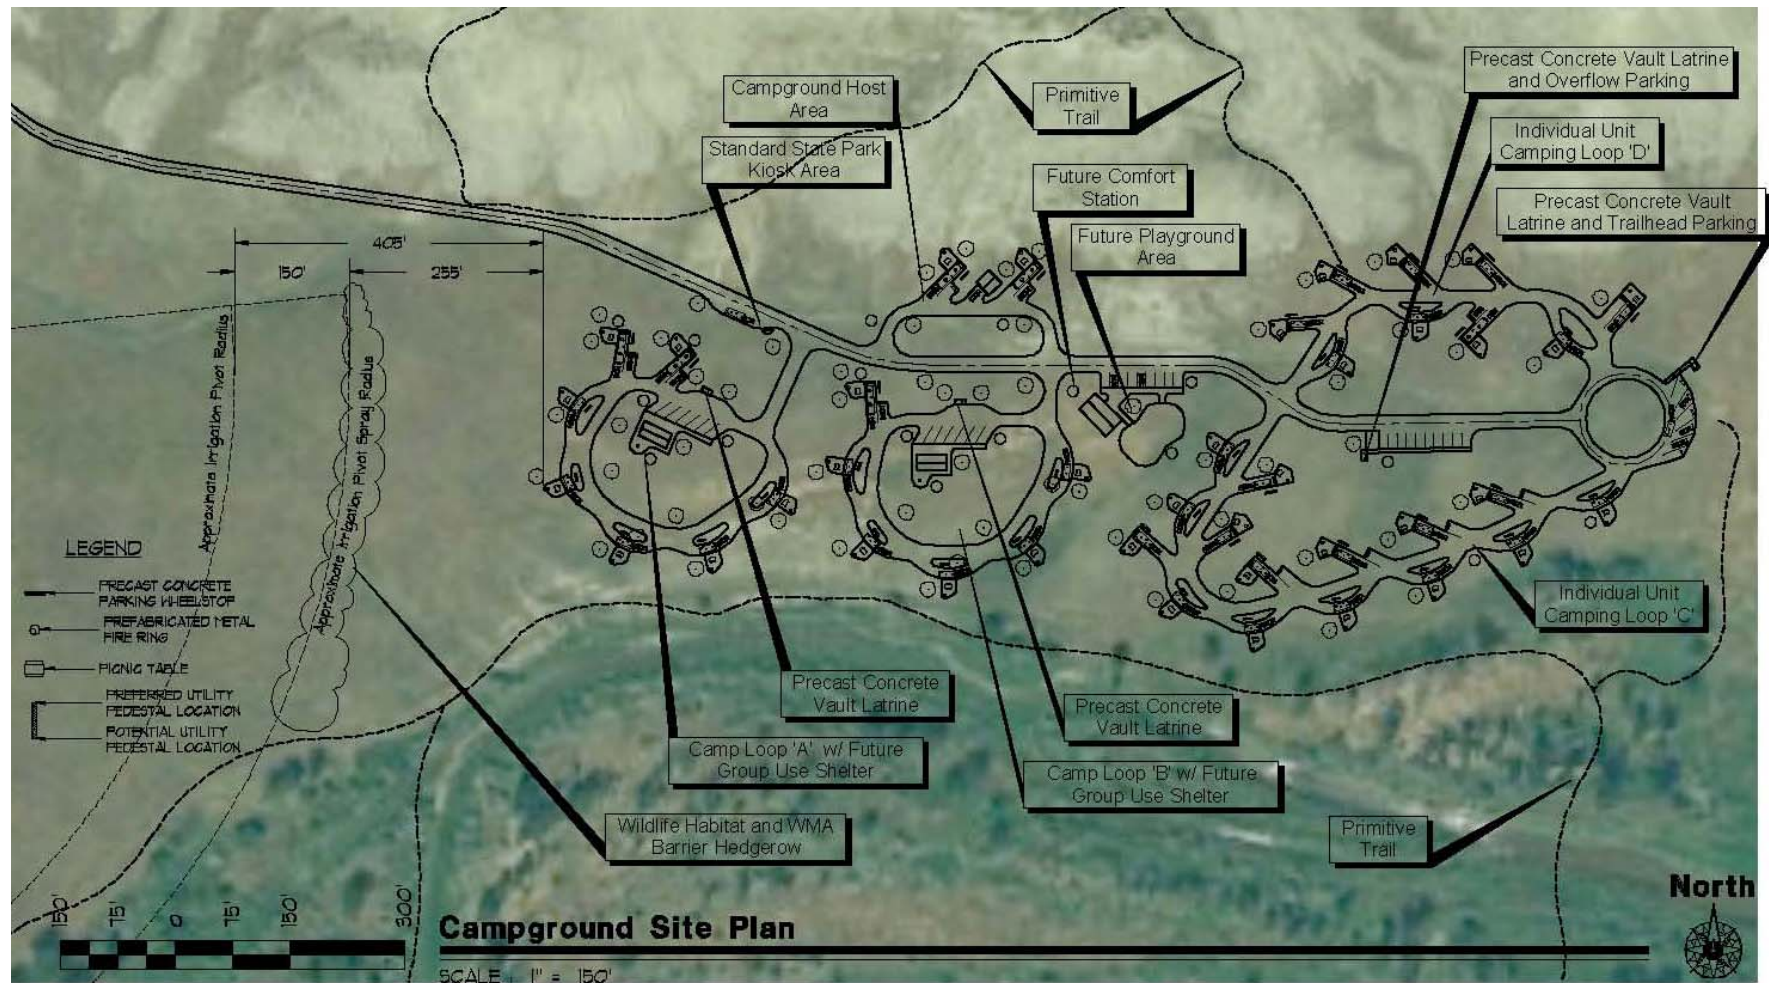 Campground Host
Area
Standard State Park
Kiosk Area
Primitive
Trail
Future Comfort
Station
Future Playground
Area
Precast Concrete Vault Latrine
and Overflow Parking
Individual Unit
Camping Loop 'D'
Precast Concrete Vault
Latrine and Trailhead Parking
405'
150'
255'
Approximate Irrigation Pivot Radius
Approximate Irrigation Pivot Spray Radius
LEGEND
PRECAST CONCRETE
PARKING WHEELSTOP
PREFABRICATED METAL
FIRE RING
PICNIC TABLE
PREFERRED UTILITY
PEDESTAL LOCATION
POTENTIAL UTILITY
PEDESTAL LOCATION
Individual Unit
Camping Loop 'C'
Precast Concrete
Vault Latrine
Precast Concrete
Vault Latrine
Camp Loop 'A' w/ Future
Group Use Shelter
Camp Loop 'B' w/ Future
Group Use Shelter
Wildlife Habitat and WMA
Barrier Hedgerow
Primitive
Trail
150'
75'
0
75'
150'
300'
Campground Site Plan
SCALE : 1" = 150'
North